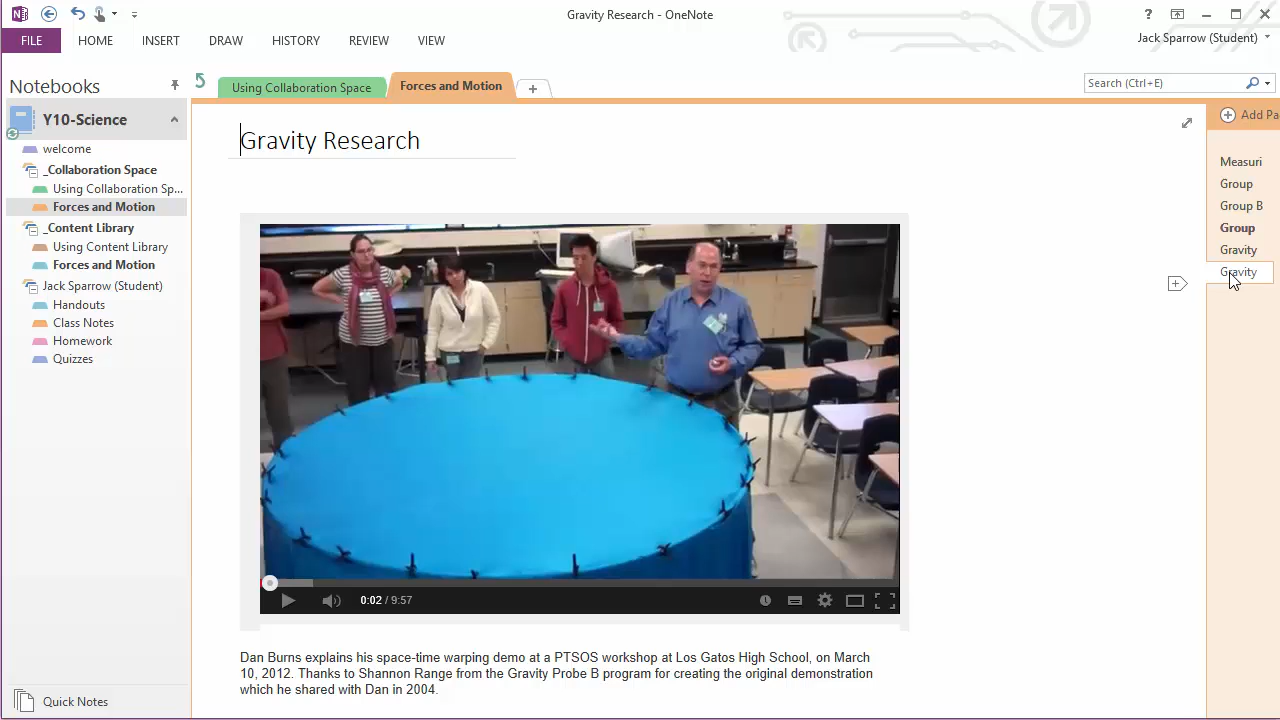 Gravity Research - OneNote
?
FILE HOME INSERT DRAW HISTORY REVIEW VIEW
Jack Sparrow (Student)
Notebooks
Using Collaboration Space
Forces and Motion
+
Search (Ctrl+E)
Y10-Science
welcome
_Collaboration Space
Using Collaboration Sp...
Forces and Motion
_Content Library
Using Content Library
Forces and Motion
Jack Sparrow (Student)
Handouts
Class Notes
Homework
Quizzes
Quick Notes
Gravity Research
0:02 / 9:57
Dan Burns explains his space-time warping demo at a PTSOS workshop at Los Gatos High School, on March
10, 2012. Thanks to Shannon Range from the Gravity Probe B program for creating the original demonstration
which he shared with Dan in 2004.
Add Pa
Measuri
Group
Group B
Group
Gravity
Gravity